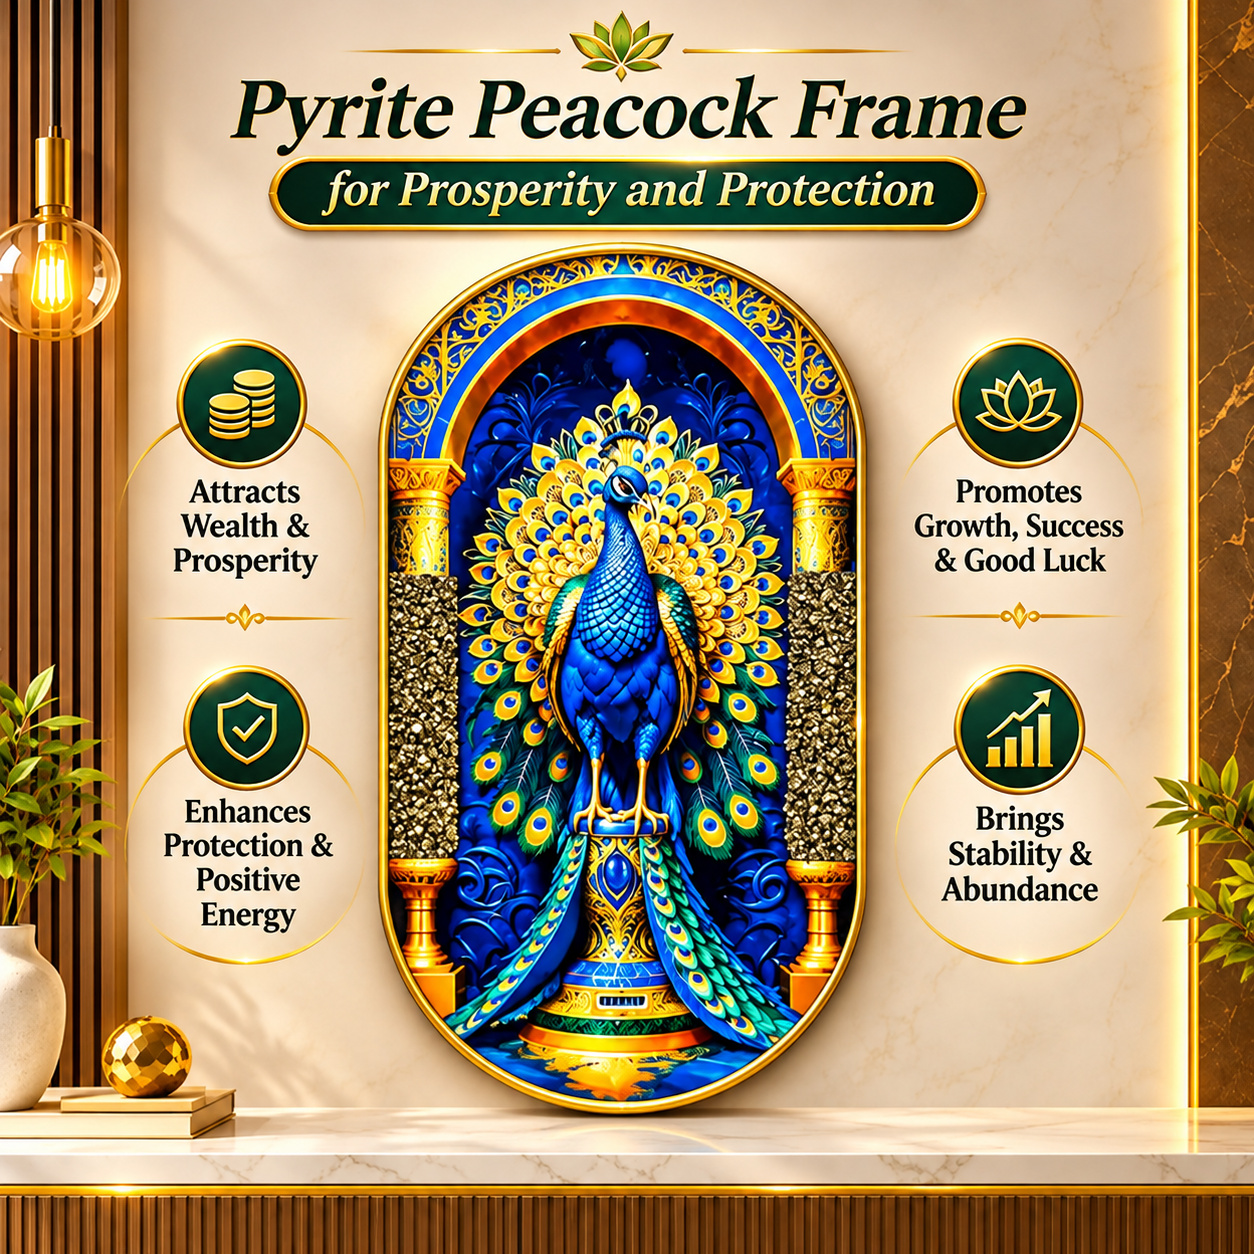 Pyrite Peacock Frame
for Prosperity and Protection
Attracts
Wealth &
Prosperity
Promotes
Growth, Success
& Good Luck
Enhances
Protection &
Positive
Energy
Brings
Stability &
Abundance